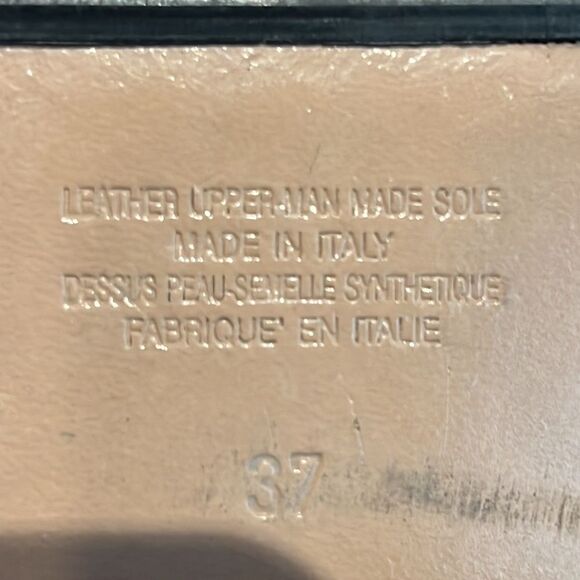 LEATHER UPPER-MAN MADE SOLE
MADE IN ITALY
DESSUS PEAU-SEMELLE SYNTHETIQUE
FABRIQUE' EN ITALIE
37